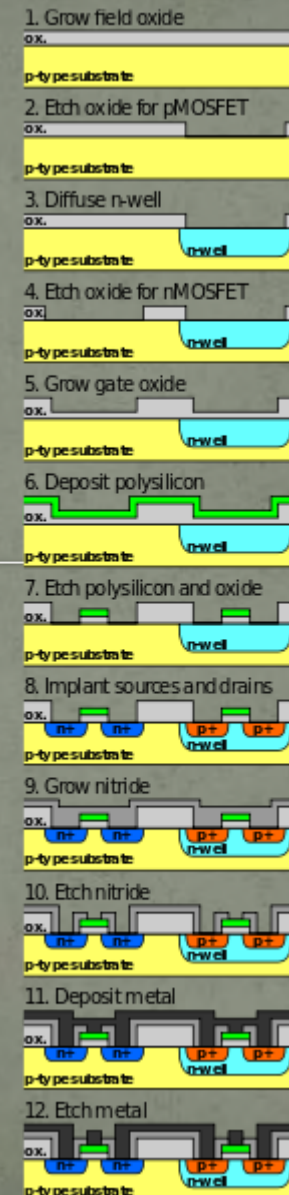 1. Grow field oxide
ox.
p-type substrate
2. Etch oxide for pMOSFET
ox.
p-type substrate
3. Diffuse n-well
ox.
n-well
p-type substrate
4. Etch oxide for nMOSFET
ox.
n-well
p-type substrate
5. Grow gate oxide
ox.
n-well
p-type substrate
6. Deposit polysilicon
ox.
n-well
p-type substrate
7. Etch polysilicon and oxide
ox.
n-well
p-type substrate
8. Implant sources and drains
ox.
n+ n+ p+ p+
n-well
p-type substrate
9. Grow nitride
ox.
n+ n+ p+ p+
n-well
p-type substrate
10. Etch nitride
ox.
n+ n+ p+ p+
n-well
p-type substrate
11. Deposit metal
ox.
n+ n+ p+ p+
n-well
p-type substrate
12. Etch metal
ox.
n+ n+ p+ p+
n-well
p-type substrate